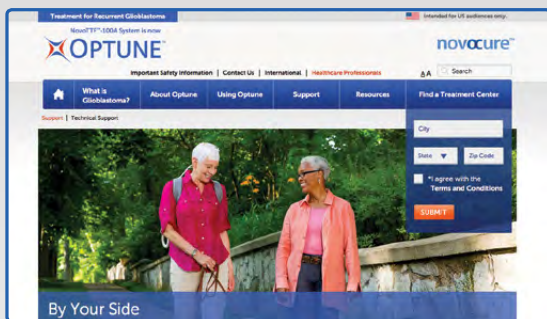 Treatment for Recurrent Glioblastoma
Intended for US audiences only.
NovoTTF™-100A System is now
OPTUNE™
novocure™
Important Safety Information | Contact Us | International | Healthcare Professionals
A A
Search
What is Glioblastoma?
About Optune
Using Optune
Support
Resources
Find a Treatment Center
Support | Technical Support
City
State
Zip Code
*I agree with the
Terms and Conditions
SUBMIT
By Your Side